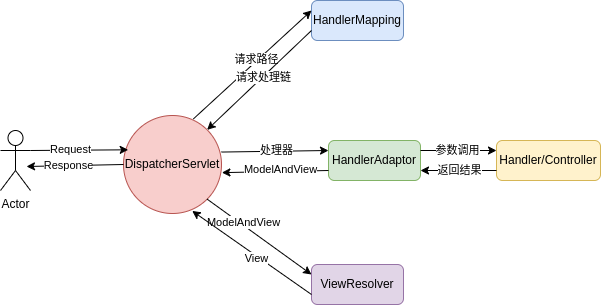 HandlerMapping
请求路径
请求处理链
Request
Response
Actor
DispatcherServlet
处理器
ModelAndView
HandlerAdaptor
参数调用
返回结果
Handler/Controller
ModelAndView
View
ViewResolver